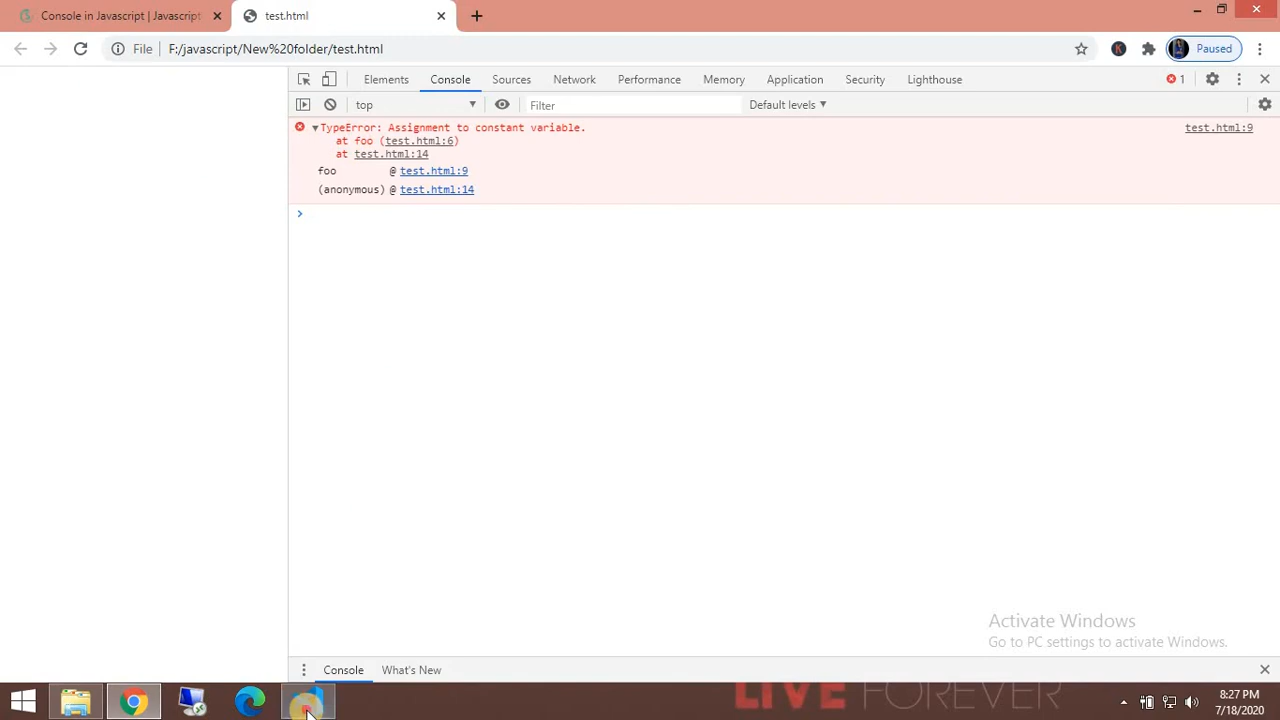 Console in Javascript | Javascript
test.html
File
F:/javascript/New%20folder/test.html
K
Paused
Elements
Console
Sources
Network
Performance
Memory
Application
Security
Lighthouse
1
top
Filter
Default levels
TypeError: Assignment to constant variable.
test.html:9
at foo (test.html:6)
at test.html:14
foo @ test.html:9
(anonymous) @ test.html:14
Activate Windows
Go to PC settings to activate Windows.
Console
What's New
LIVE FOREVER
8:27 PM
7/18/2020